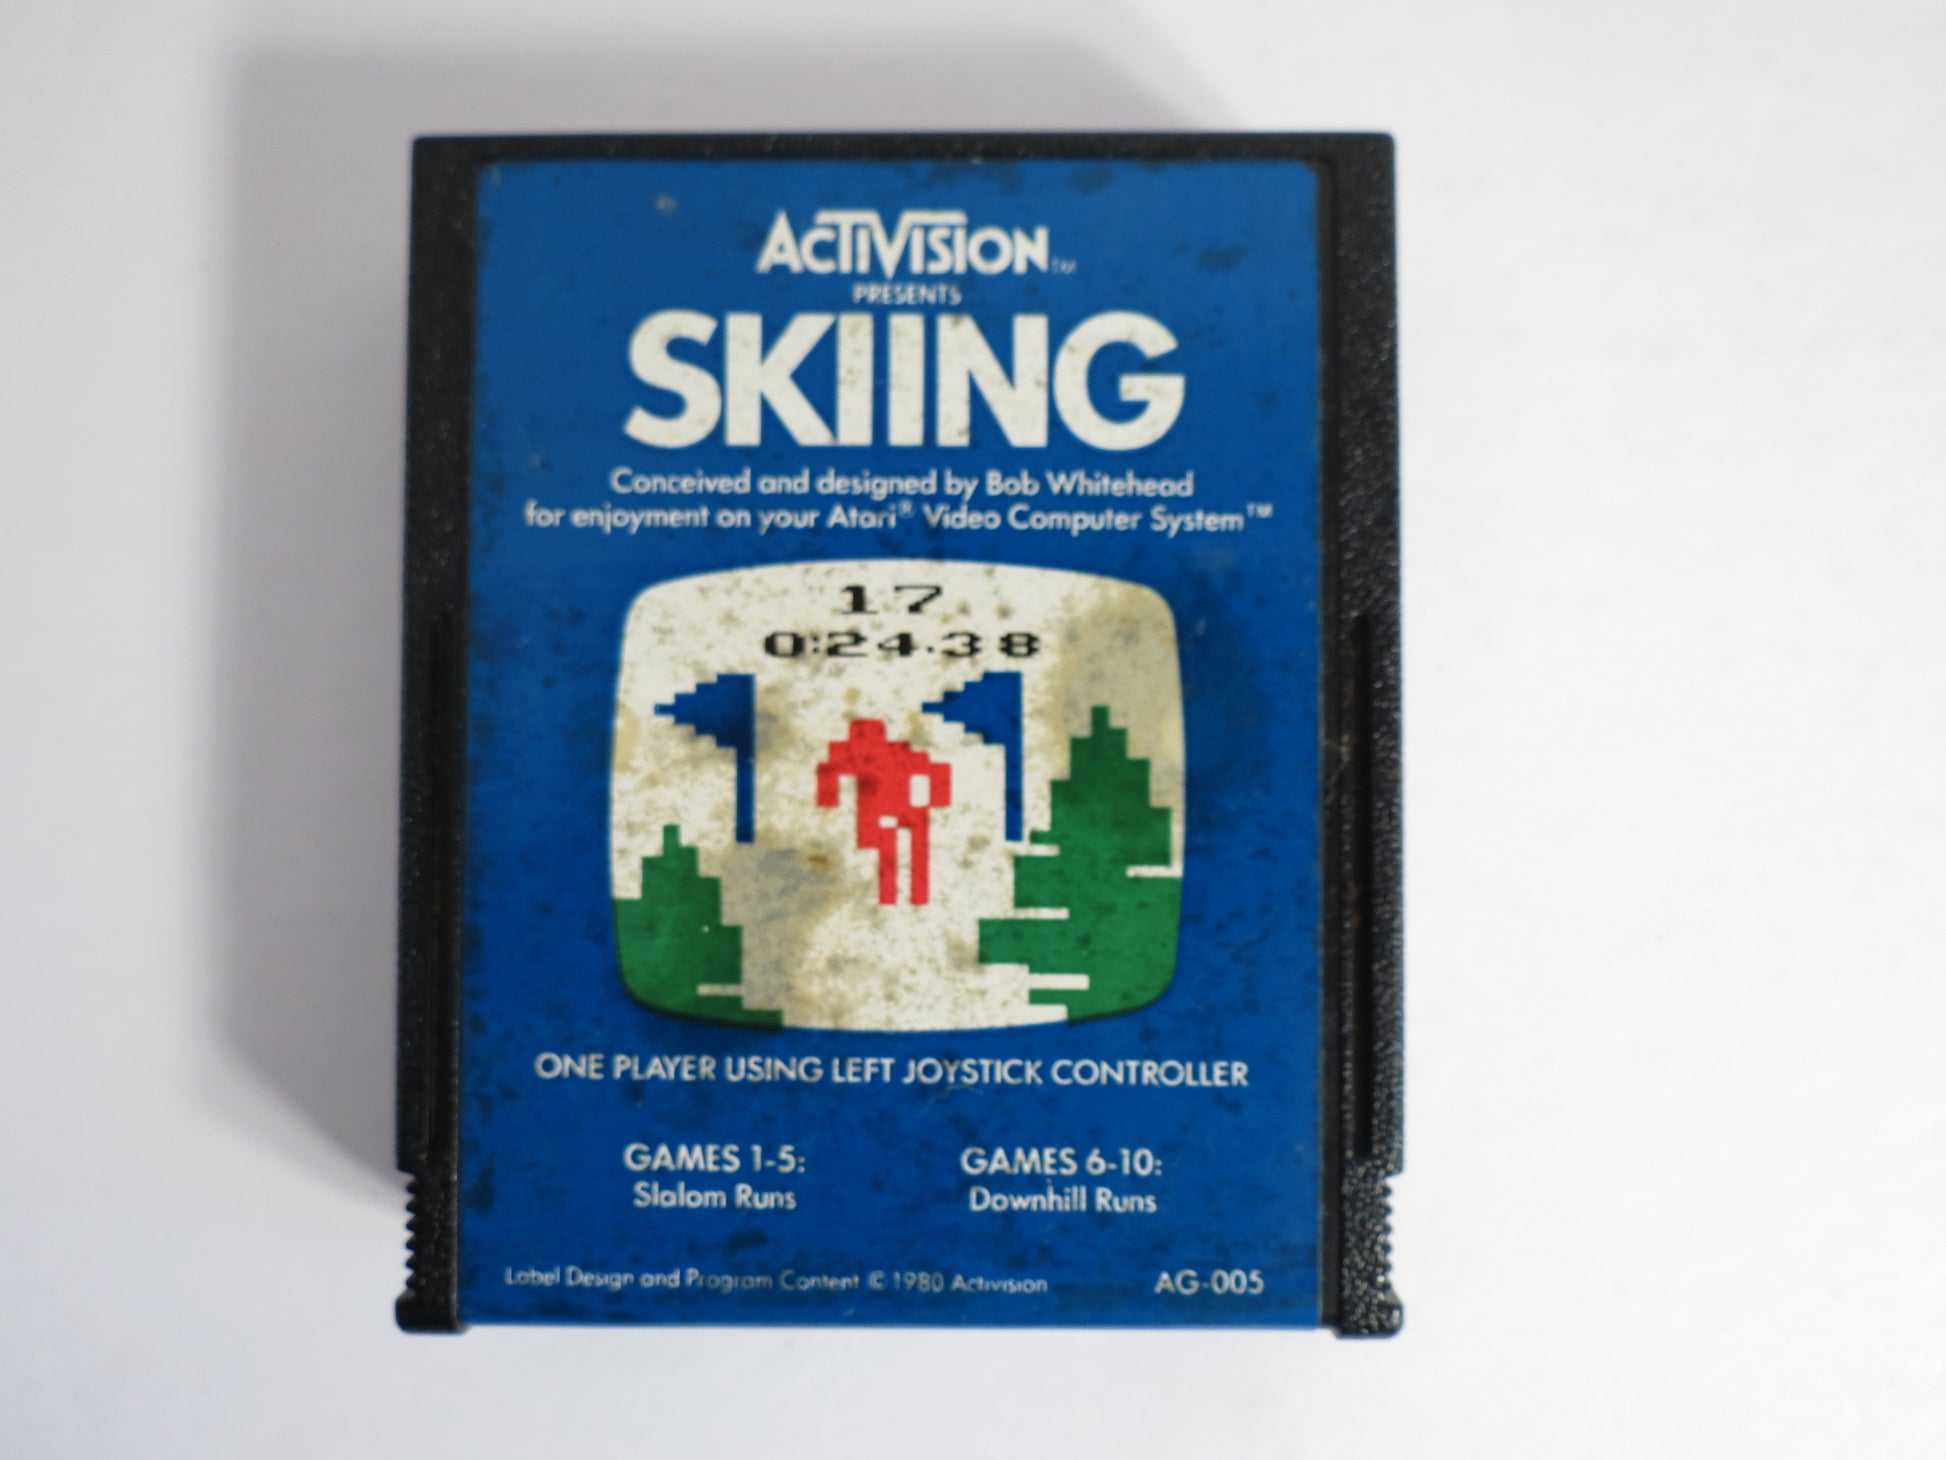 ACTIVISION™
PRESENTS
SKIING
Conceived and designed by Bob Whitehead
for enjoyment on your Atari® Video Computer System™
17
0:24.38
ONE PLAYER USING LEFT JOYSTICK CONTROLLER
GAMES 1-5:
Slalom Runs
GAMES 6-10:
Downhill Runs
Label Design and Program Content © 1980 Activision
AG-005